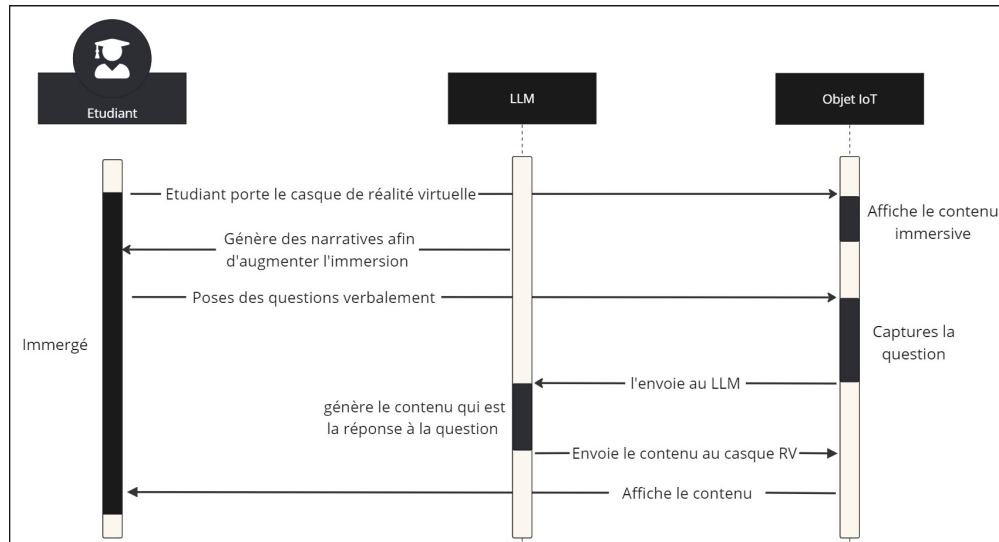 Etudiant
LLM
Objet IoT
Etudiant porte le casque de réalité virtuelle
Affiche le contenu
immersive
Génère des narratives afin
d'augmenter l'immersion
Poses des questions verbalement
Immergé
Captures la
question
l'envoie au LLM
génère le contenu qui est
la réponse à la question
Envoie le contenu au casque RV
Affiche le contenu